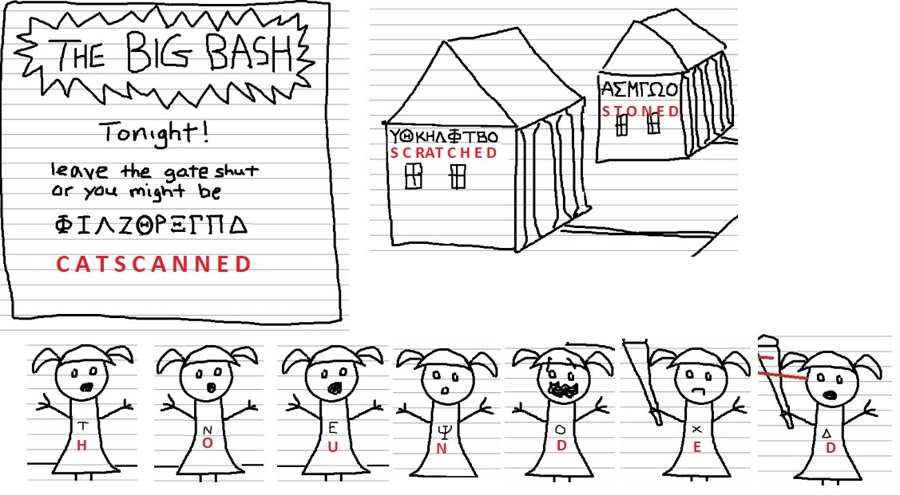 THE BIG BASH
Tonight!
leave the gate shut
or you might be
ΦΙΛΖΘΡΞΓΠΔ
CATSCANNED
ΥΘΚΗΛΦΤΒΟ
SCRATCHED
ΑΣΜΓΩΟ
STONED
Τ Ν Ε Ψ Ο Χ Δ
H O U N D E D